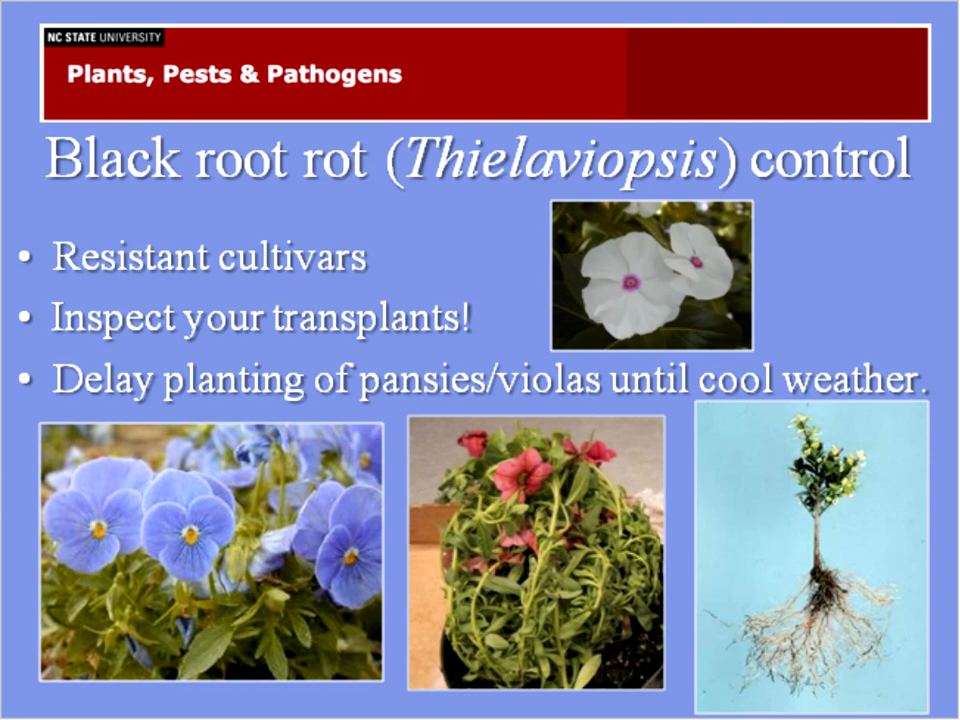 NC STATE UNIVERSITY
Plants, Pests & Pathogens
Black root rot (Thielaviopsis) control
• Resistant cultivars
• Inspect your transplants!
• Delay planting of pansies/violas until cool weather.